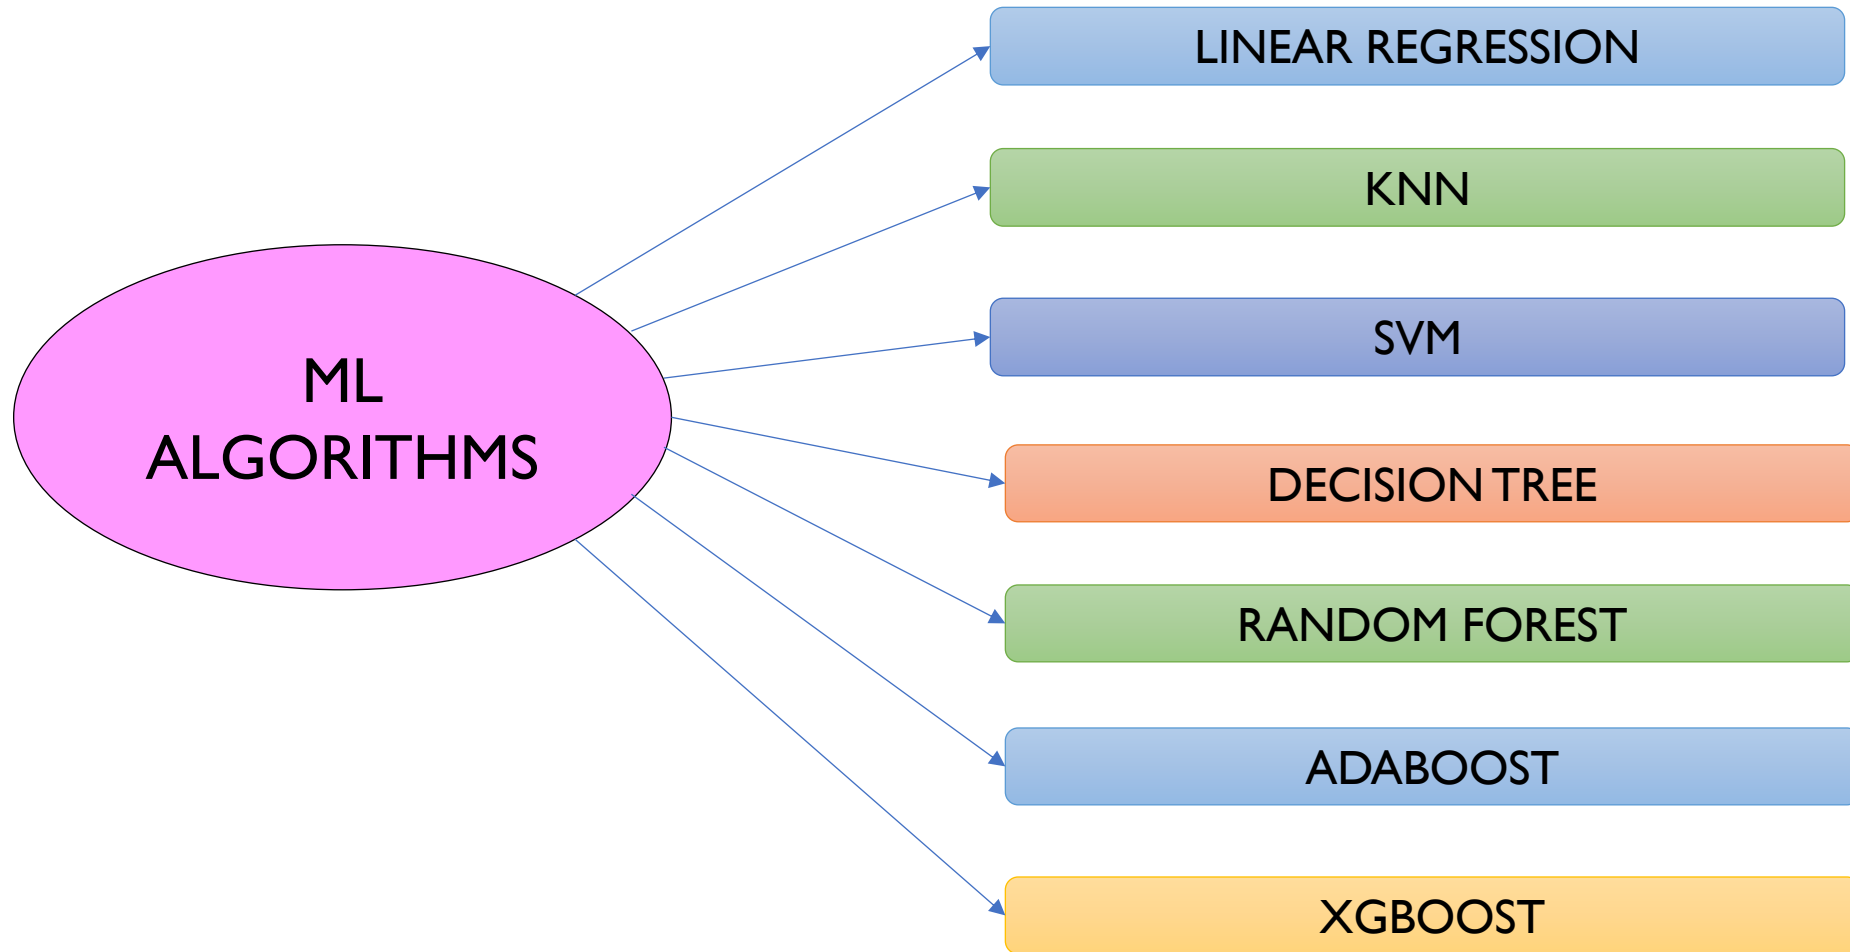 ML
ALGORITHMS
LINEAR REGRESSION
KNN
SVM
DECISION TREE
RANDOM FOREST
ADABOOST
XGBOOST